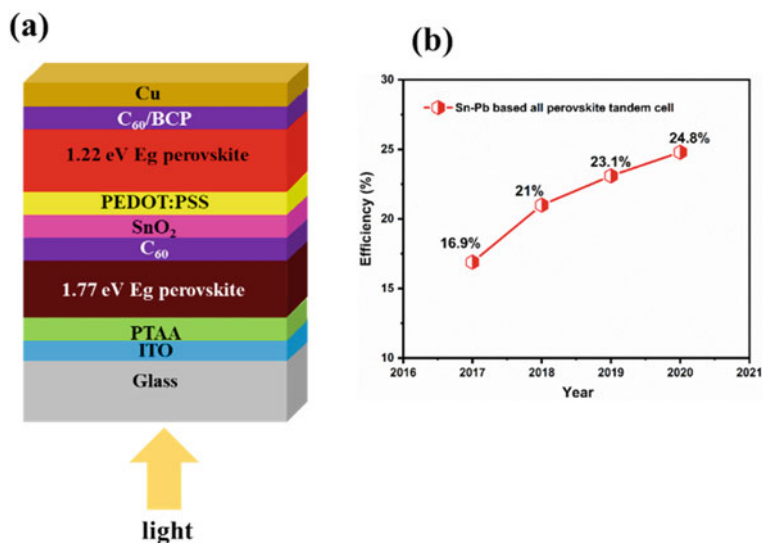 (a)
Cu
C₆₀/BCP
1.22 eV Eg perovskite
PEDOT:PSS
SnO₂
C₆₀
1.77 eV Eg perovskite
PTAA
ITO
Glass
light
(b)
30
25
20
15
10
Efficiency (%)
Sn-Pb based all perovskite tandem cell
16.9%
21%
23.1%
24.8%
2016 2017 2018 2019 2020 2021
Year